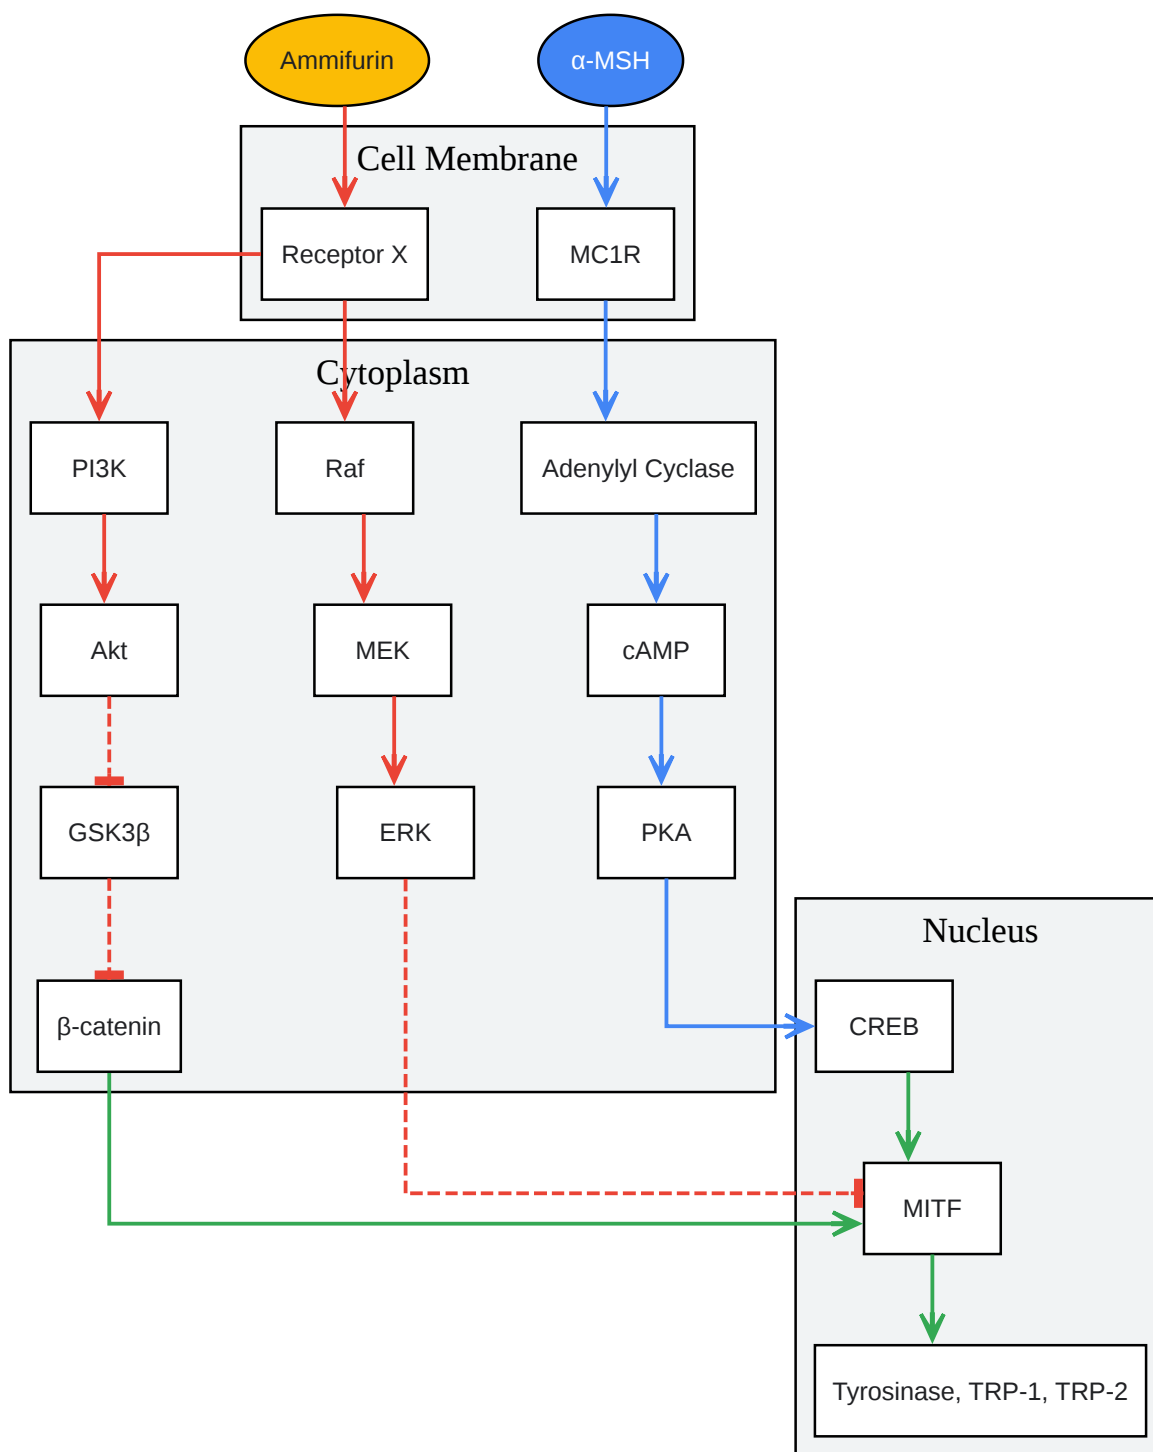 Ammifurin
α-MSH
Cell Membrane
Receptor X
MC1R
Cytoplasm
PI3K
Raf
Adenylyl Cyclase
Akt
MEK
cAMP
GSK3β
ERK
PKA
Nucleus
β-catenin
CREB
MITF
Tyrosinase, TRP-1, TRP-2